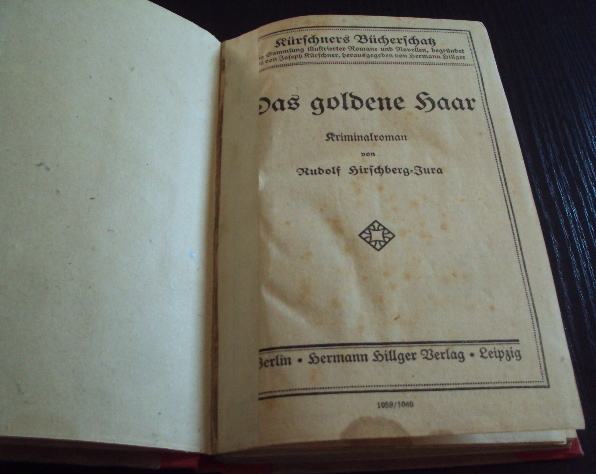 Kürschners Bücherschatz
Sammlung illustrierter Romane und Novellen, begründet
von Joseph Kürschner, herausgegeben von Hermann Hillger
Das goldene Haar
Kriminalroman
von
Rudolf Hirschberg-Jura
Berlin • Hermann Hillger Verlag • Leipzig
1059/1060